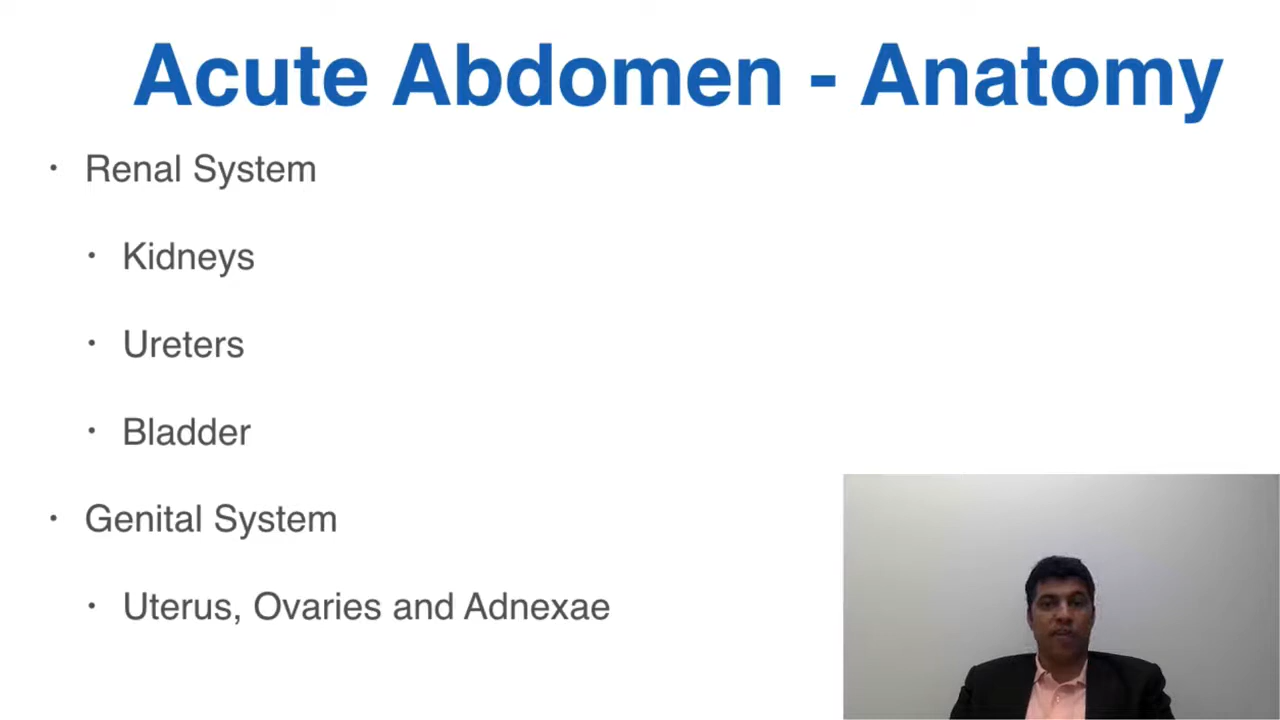 Acute Abdomen - Anatomy
• Renal System
• Kidneys
• Ureters
• Bladder
• Genital System
• Uterus, Ovaries and Adnexae